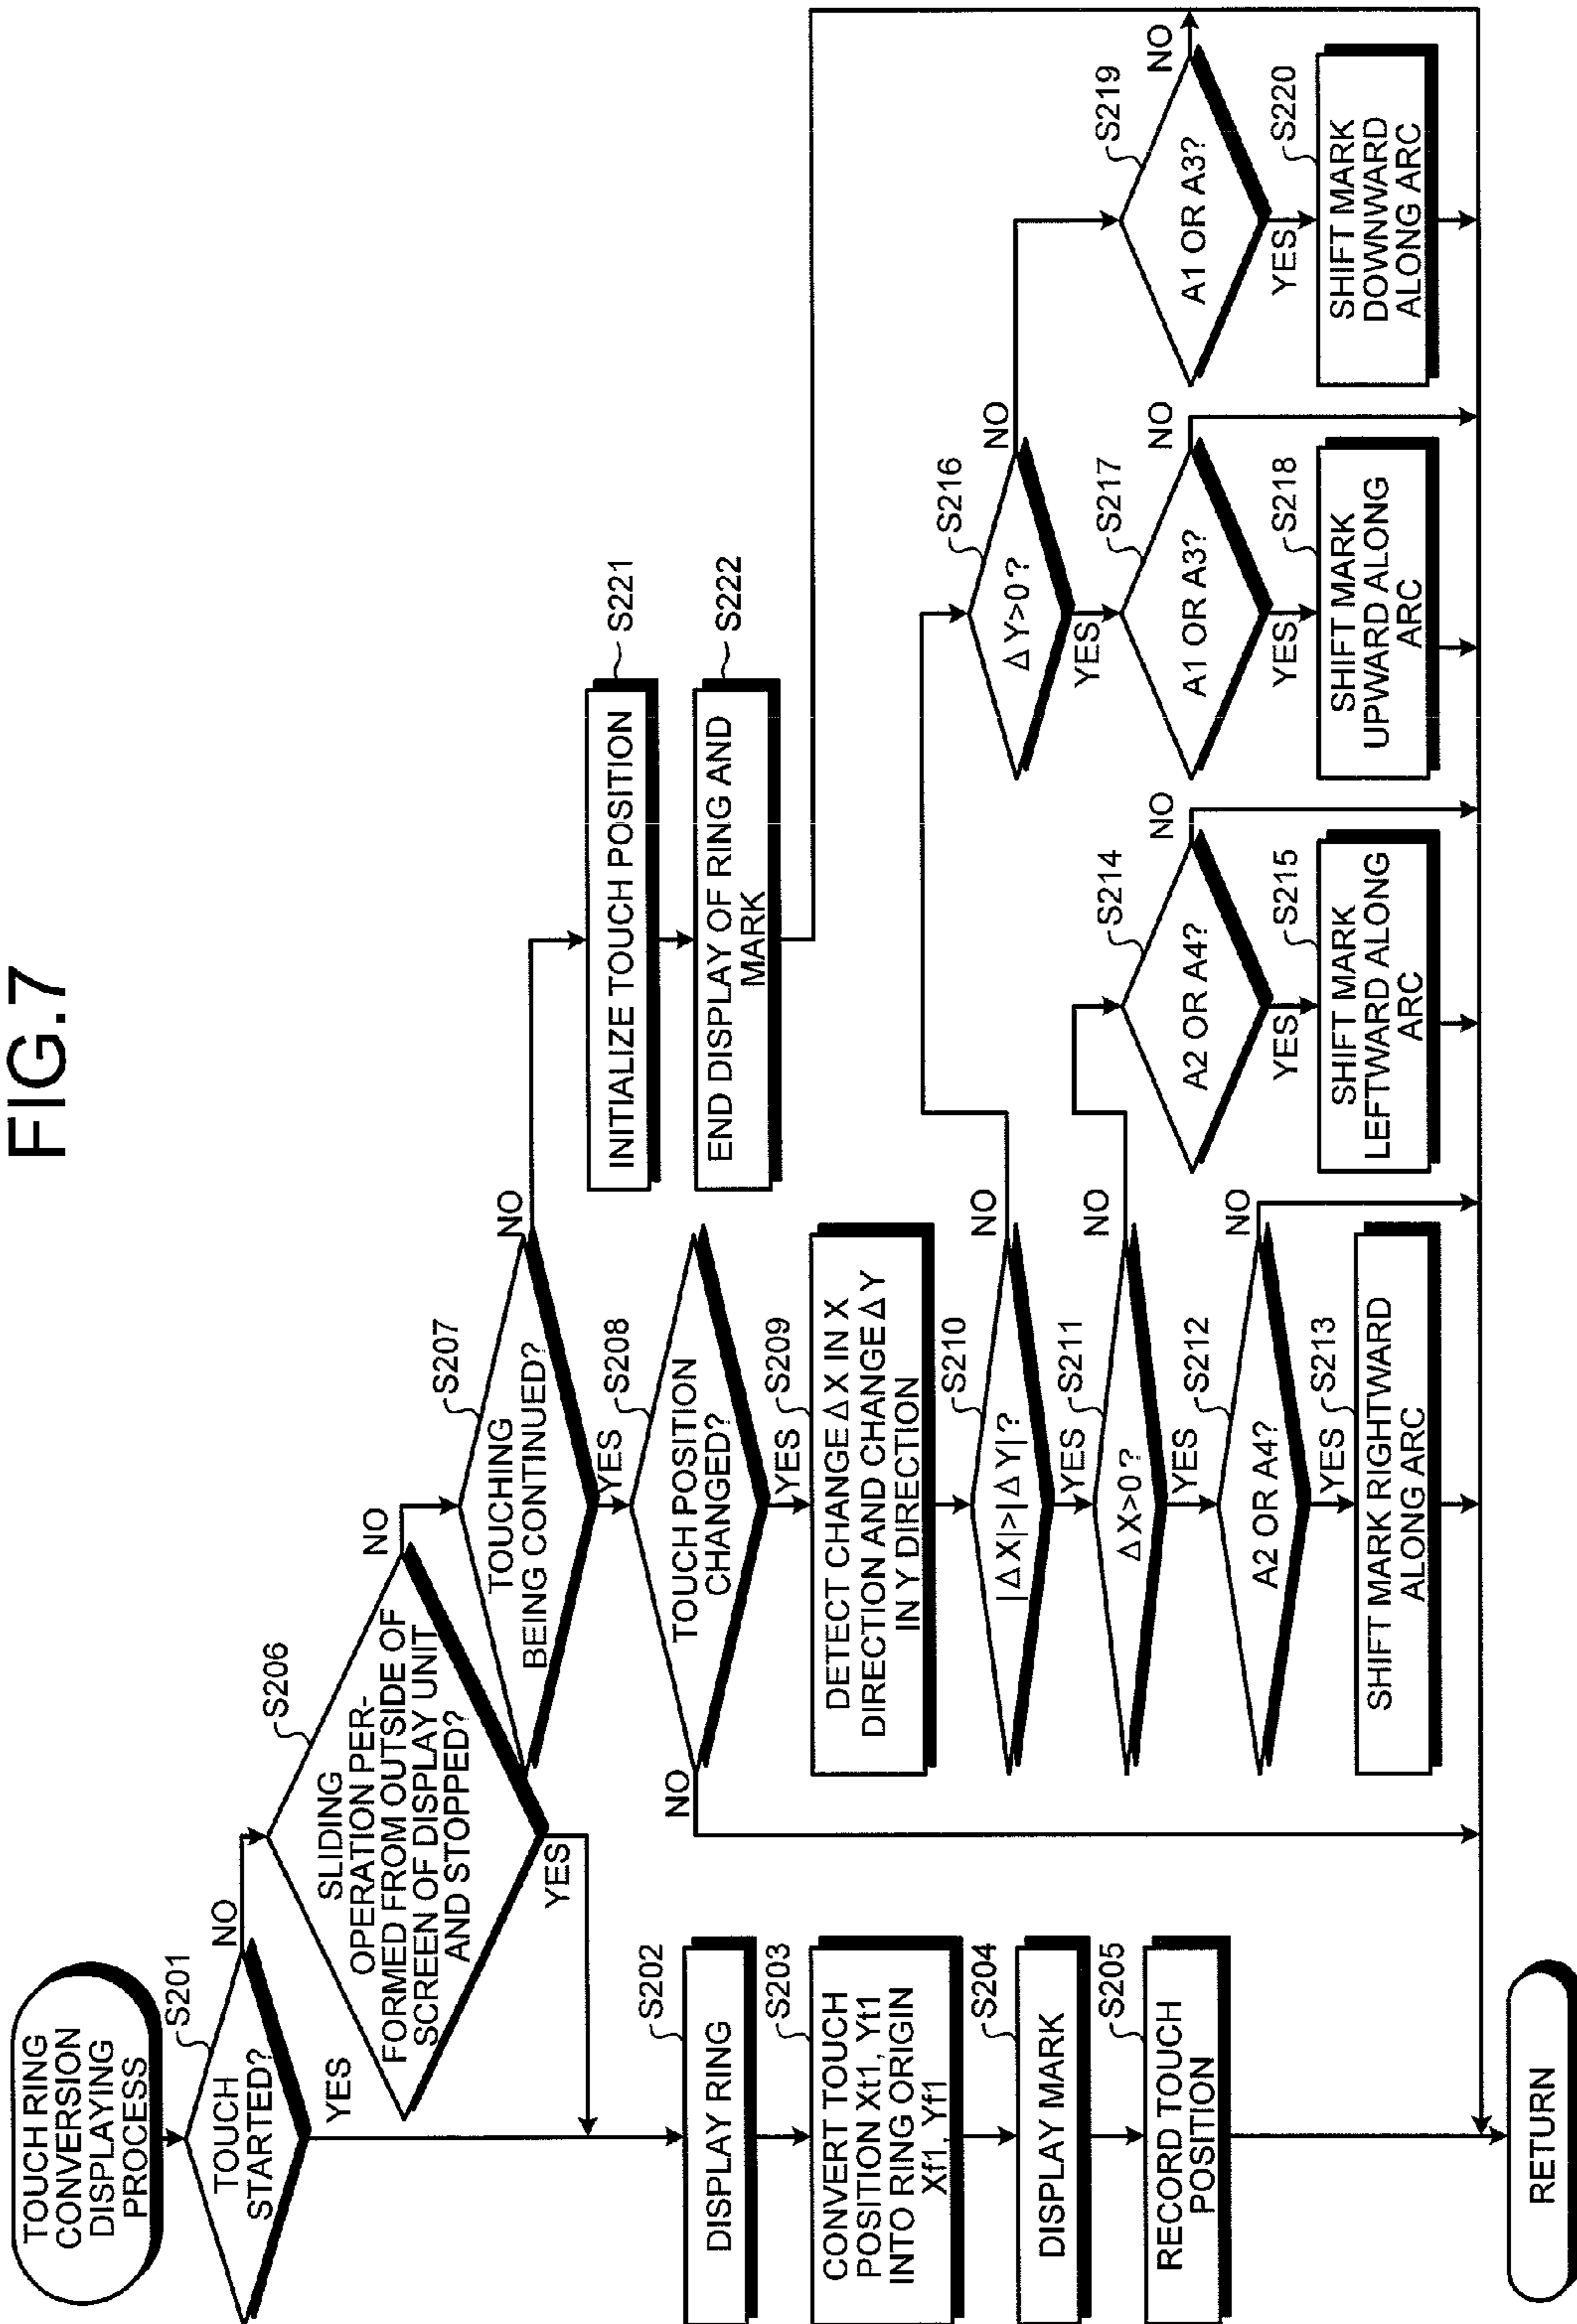 FIG.7
TOUCH RING
CONVERSION
DISPLAYING
PROCESS
S201
TOUCH
STARTED?
NO
YES
S202
DISPLAY RING
S203
CONVERT TOUCH
POSITION Xt1, Yt1
INTO RING ORIGIN
Xf1, Yf1
S204
DISPLAY MARK
S205
RECORD TOUCH
POSITION
RETURN
S206
SLIDING
OPERATION PER-
FORMED FROM OUTSIDE OF
SCREEN OF DISPLAY UNIT
AND STOPPED?
NO
YES
S207
TOUCHING
BEING CONTINUED?
NO
YES
S208
TOUCH POSITION
CHANGED?
NO
YES
S209
DETECT CHANGE ΔX IN X
DIRECTION AND CHANGE ΔY
IN Y DIRECTION
S210
|ΔX|>|ΔY|?
NO
YES
S211
ΔX>0?
NO
YES
S212
A2 OR A4?
NO
YES
S213
SHIFT MARK RIGHTWARD
ALONG ARC
S214
A2 OR A4?
NO
YES
S215
SHIFT MARK
LEFTWARD ALONG
ARC
S216
ΔY>0?
NO
YES
S217
A1 OR A3?
NO
YES
S218
SHIFT MARK
UPWARD ALONG
ARC
S219
A1 OR A3?
NO
YES
S220
SHIFT MARK
DOWNWARD
ALONG ARC
S221
INITIALIZE TOUCH POSITION
S222
END DISPLAY OF RING AND
MARK